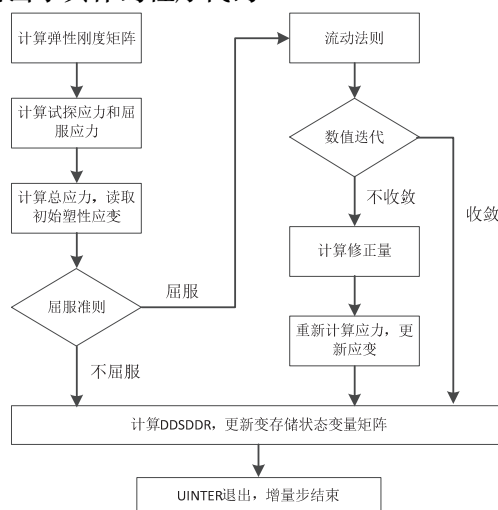 计算弹性刚度矩阵
计算试探应力和屈
服应力
计算总应力，读取
初始塑性应变
屈服准则
屈服
不屈服
流动法则
数值迭代
不收敛
收敛
计算修正量
重新计算应力，更
新应变
计算DDSDDR，更新变存储状态变量矩阵
UINTER退出，增量步结束